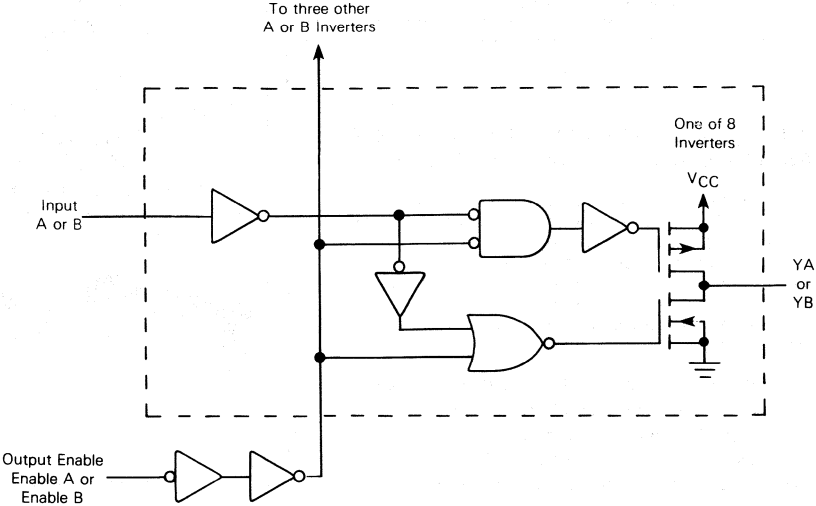 To three other
A or B Inverters
One of 8
Inverters
VCC
Input
A or B
YA
or
YB
Output Enable
Enable A or
Enable B